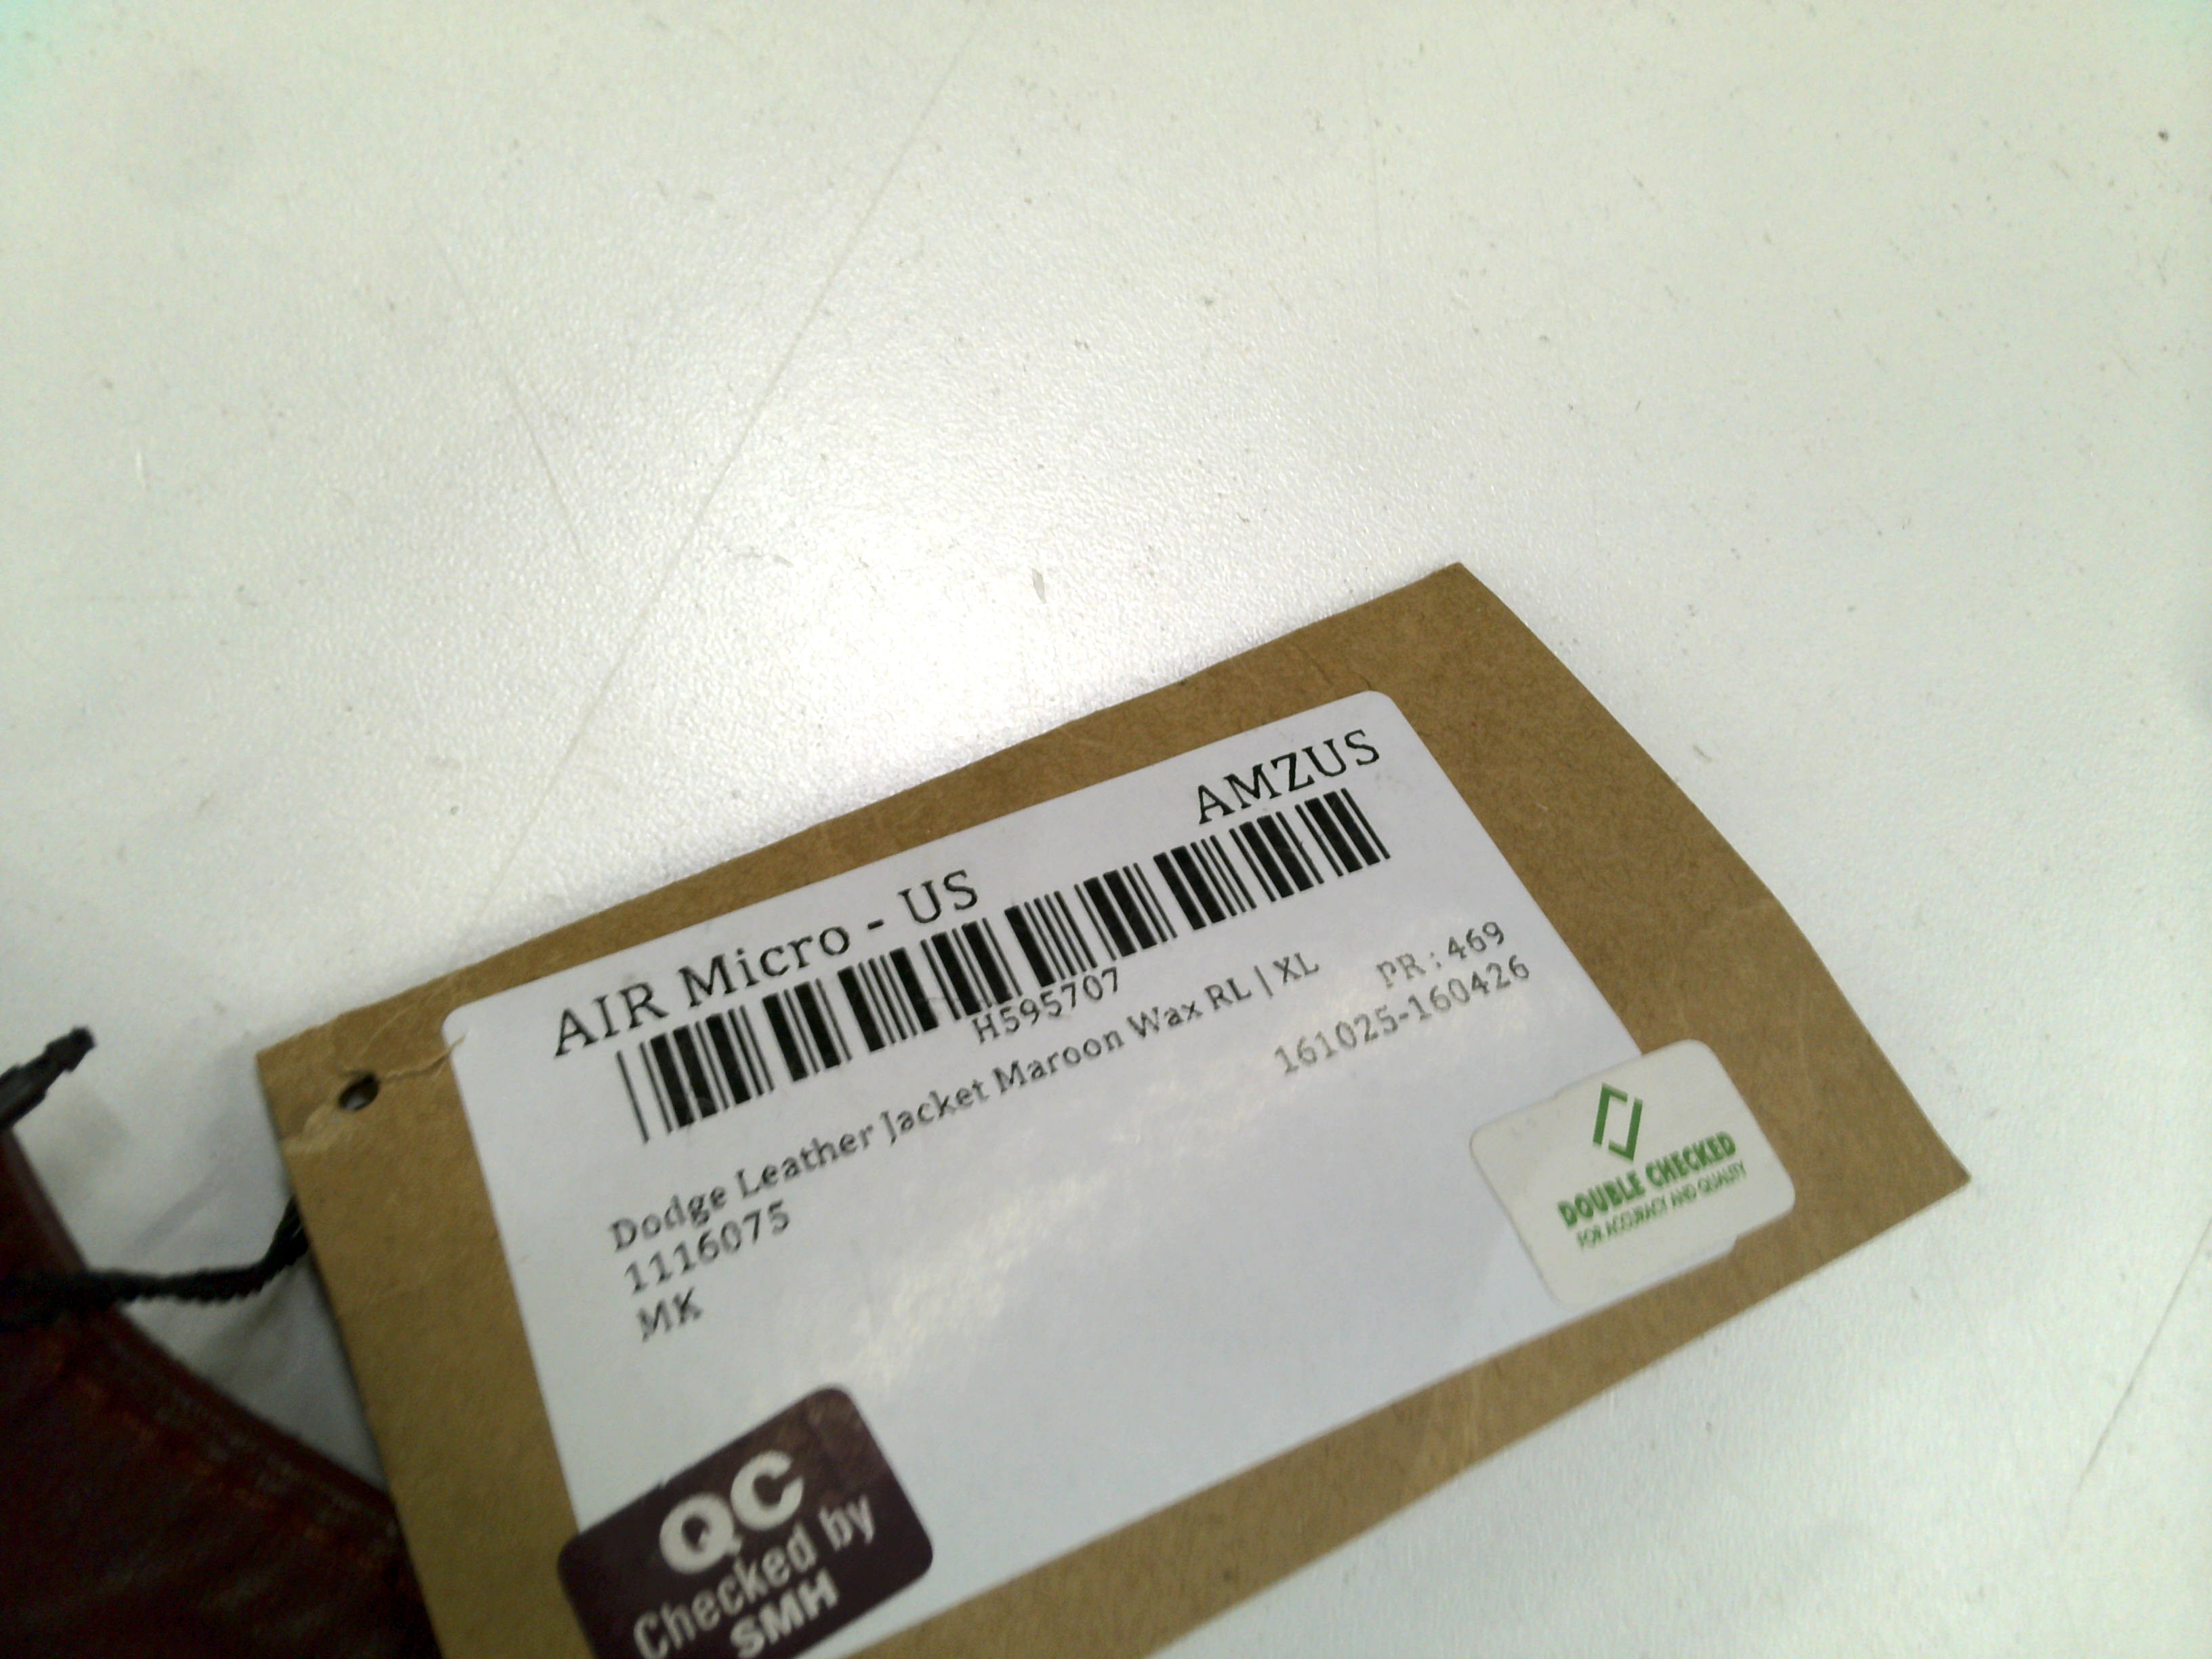 AIR Micro - US AMZUS
H595707
Dodge Leather Jacket Maroon Wax RL | XL
1116075 PR : 469
MK 161025-160426
DOUBLE CHECKED
FOR ACCURACY AND QUALITY
QC
Checked by
SMH